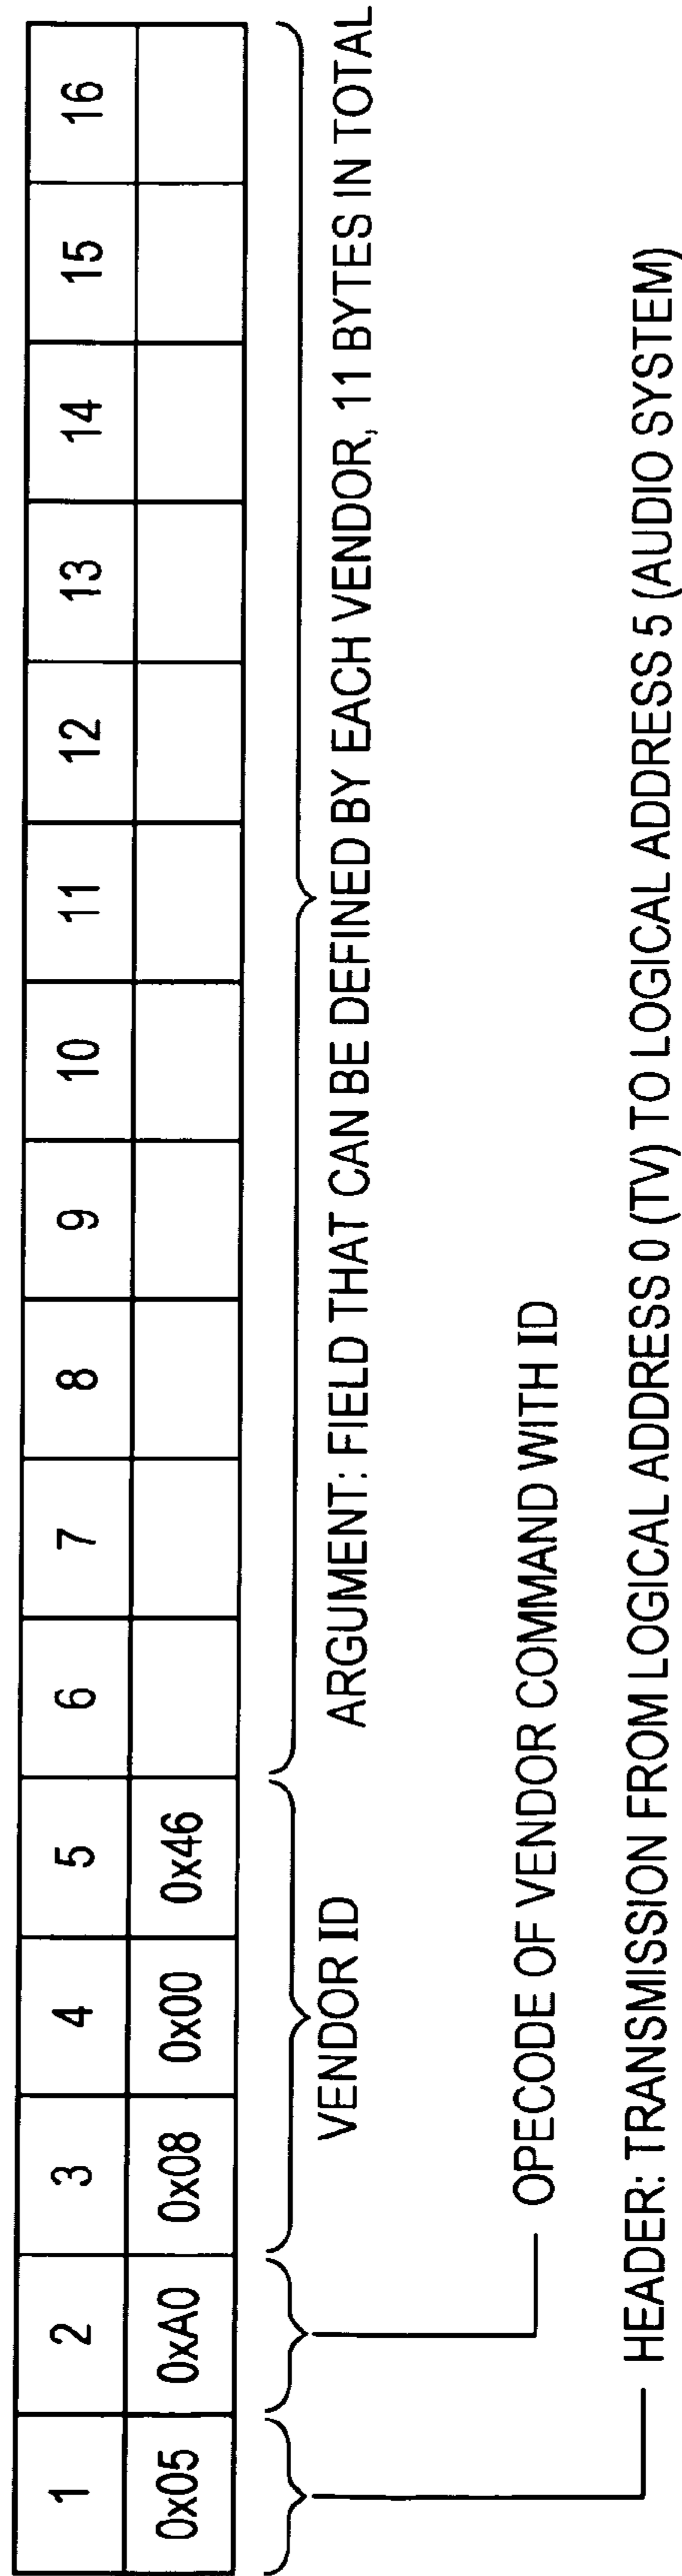 1 2 3 4 5 6 7 8 9 10 11 12 13 14 15 16
0x05 0xA0 0x08 0x00 0x46
VENDOR ID
ARGUMENT: FIELD THAT CAN BE DEFINED BY EACH VENDOR, 11 BYTES IN TOTAL
OPECODE OF VENDOR COMMAND WITH ID
HEADER: TRANSMISSION FROM LOGICAL ADDRESS 0 (TV) TO LOGICAL ADDRESS 5 (AUDIO SYSTEM)